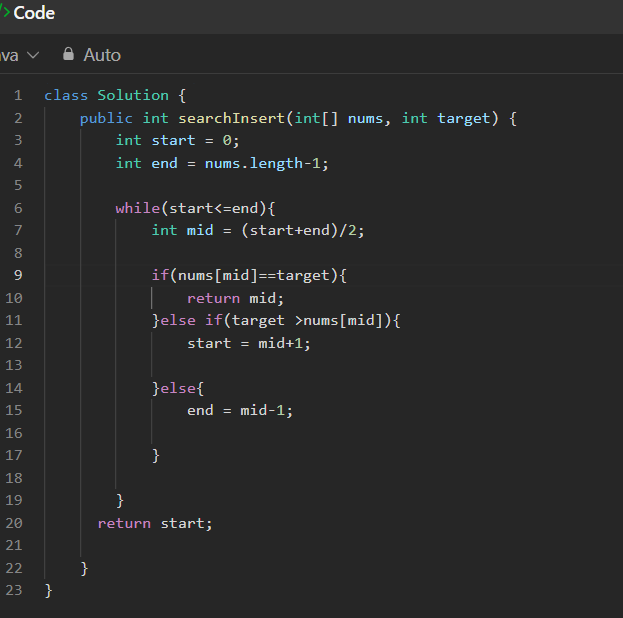 Code
va Auto
1 class Solution {
2 public int searchInsert(int[] nums, int target) {
3 int start = 0;
4 int end = nums.length-1;
5
6 while(start<=end){
7 int mid = (start+end)/2;
8
9 if(nums[mid]==target){
10 return mid;
11 }else if(target >nums[mid]){
12 start = mid+1;
13
14 }else{
15 end = mid-1;
16
17 }
18
19 }
20 return start;
21
22 }
23 }